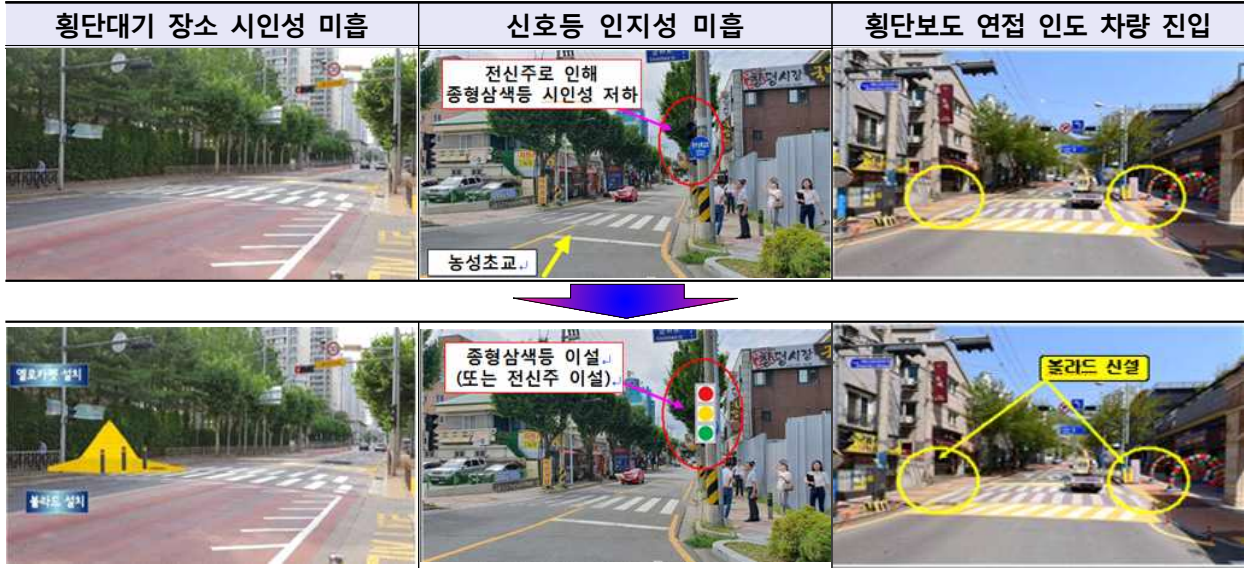 횡단대기 장소 시인성 미흡
신호등 인지성 미흡
횡단보도 연접 인도 차량 진입
전신주로 인해
종형삼색등 시인성 저하
농성초교
옐로카펫 설치
볼라드 설치
종형삼색등 이설
(또는 전신주 이설)
볼라드 신설